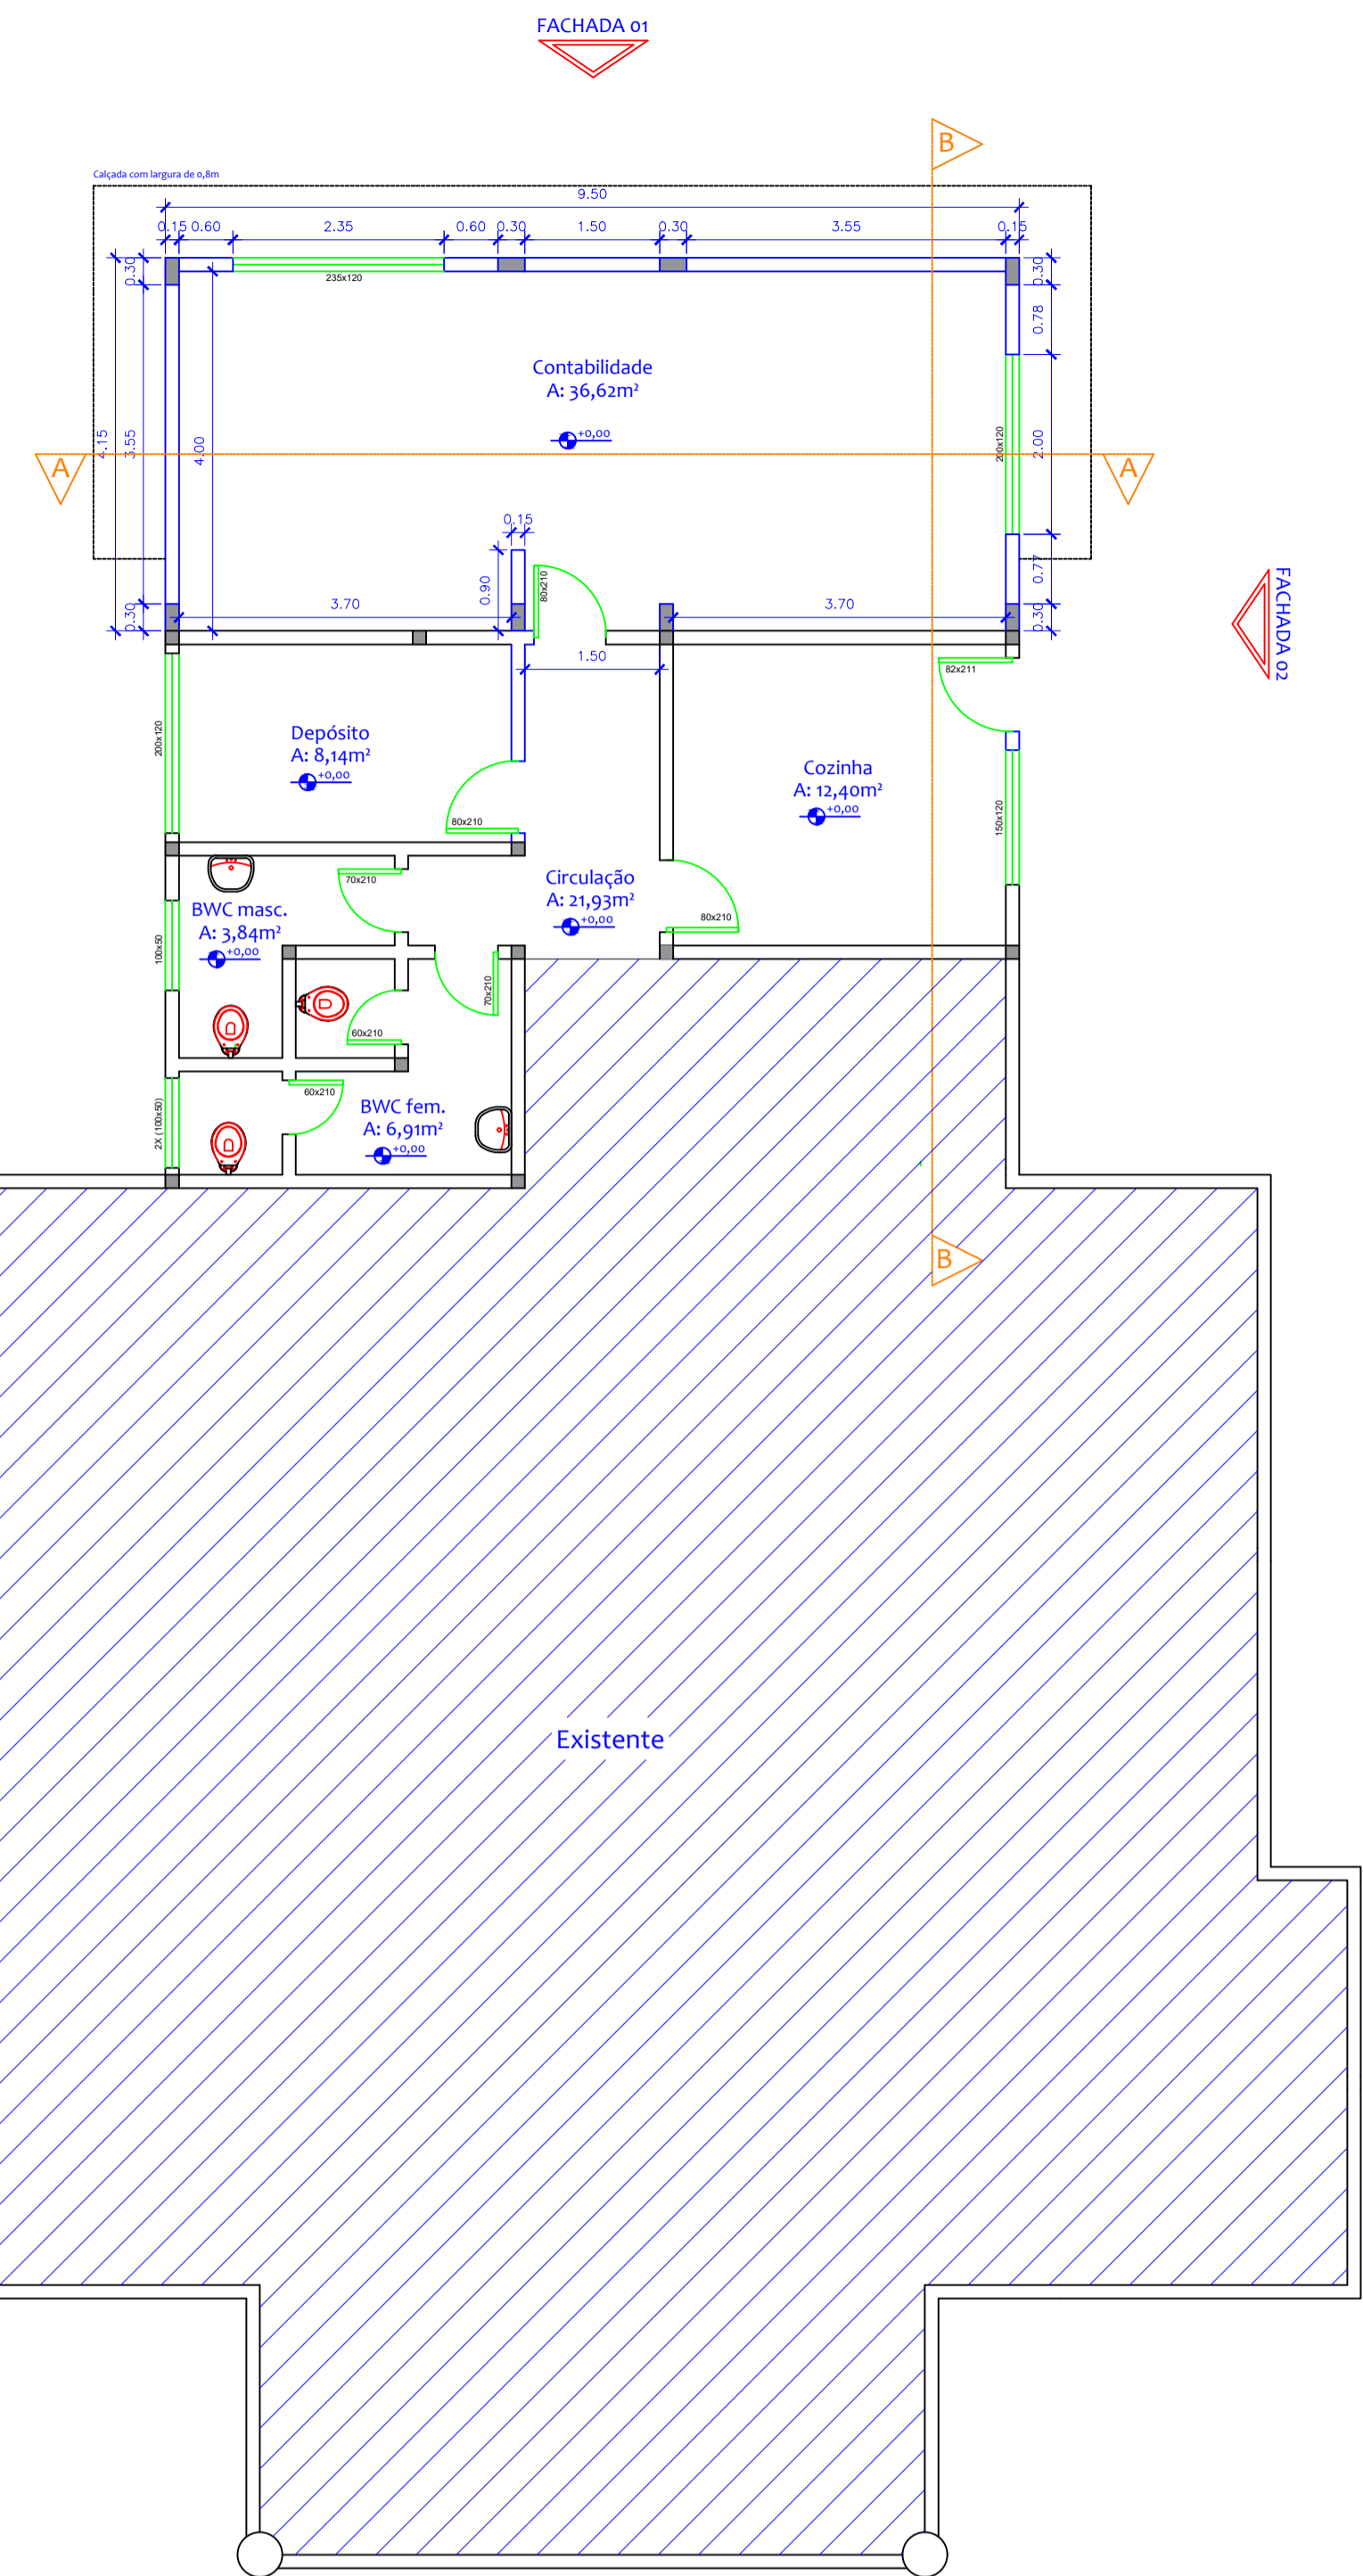 FACHADA 01
B
Calçada com largura de 0,8m
9.50
0.15 0.60 2.35 0.60 0.30 1.50 0.30 3.55 0.15
235x120
0.30
0.30
0.78
Contabilidade
A: 36,62m²
+0,00
4.15
3.55
4.00
200x120
2.00
A
A
0.15
0.90
80x210
0.77
0.30
0.30
3.70
3.70
FACHADA 02
1.50
82x211
200x120
Depósito
A: 8,14m²
+0,00
80x210
Cozinha
A: 12,40m²
+0,00
150x120
70x210
Circulação
A: 21,93m²
+0,00
80x210
BWC masc.
A: 3,84m²
+0,00
100x50
70x210
60x210
60x210
2X (100x50)
BWC fem.
A: 6,91m²
+0,00
B
Existente